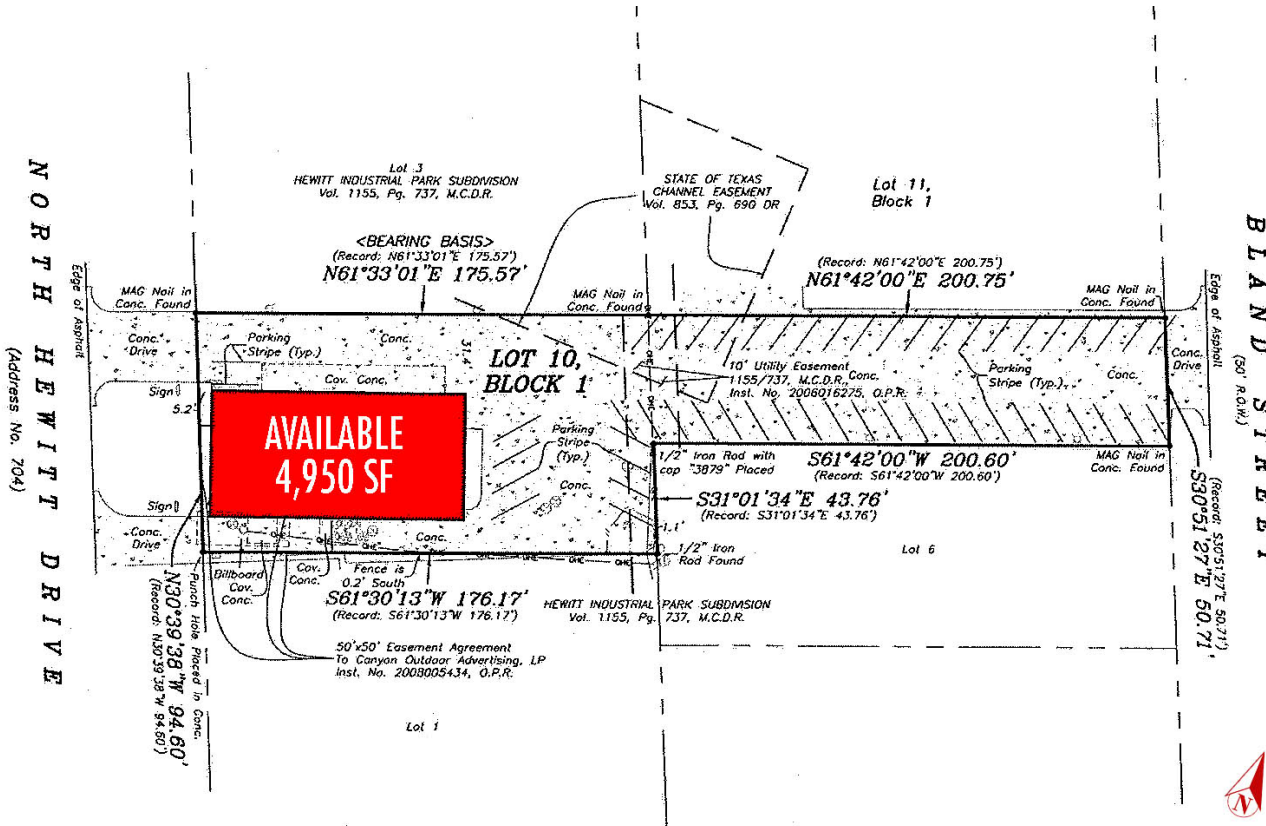 NORTH HEWITT DRIVE
(Address No. 704)
Edge of Asphalt
Lot 3
HEWITT INDUSTRIAL PARK SUBDIVISION
Vol. 1155, Pg. 737, M.C.D.R.
STATE OF TEXAS
CHANNEL EASEMENT
Vol. 853, Pg. 690 DR
Lot 11,
Block 1
<BEARING BASIS>
(Record: N61°33'01"E 175.57')
N61°33'01"E 175.57'
(Record: N61°42'00"E 200.75')
N61°42'00"E 200.75'
MAG Nail in
Conc. Found
MAG Nail in
Conc. Found
MAG Nail in
Conc. Found
BLAND STREET
(50' R.O.W.)
Edge of Asphalt
Conc.
Drive
Parking
Stripe (Typ.)
Conc.
Cov. Conc.
31.4'
LOT 10,
BLOCK 1
OHE
10' Utility Easement
1155/737, M.C.D.R.
Inst. No. 2006016275, O.P.R.
Conc.
Parking
Stripe (Typ.)
Conc.
Conc.
Drive
Sign
5.2'
AVAILABLE
4,950 SF
Parking
Stripe
(Typ.)
Conc.
1/2" Iron Rod with
cap "3879" Placed
S61°42'00"W 200.60'
(Record: S61°42'00"W 200.60')
MAG Nail in
Conc. Found
S31°01'34"E 43.76'
(Record: S31°01'34"E 43.76')
S30°51'27"E 50.71'
(Record: S30°51'27"E 50.71')
Sign
Conc.
Drive
Conc.
OHE
1.1'
1/2" Iron
Rod Found
Lot 6
Billboard
Cov.
Conc.
Cov.
Conc.
Fence is
0.2' South
OHE
OHE
OHE
S61°30'13"W 176.17'
(Record: S61°30'13"W 176.17')
HEWITT INDUSTRIAL PARK SUBDIVISION
Vol. 1155, Pg. 737, M.C.D.R.
50'x50' Easement Agreement
To Canyon Outdoor Advertising, LP
Inst. No. 2008005434, O.P.R.
Punch Hole Placed in Conc.
N30°39'38"W 94.60'
(Record: N30°39'38"W 94.60')
Lot 1
N